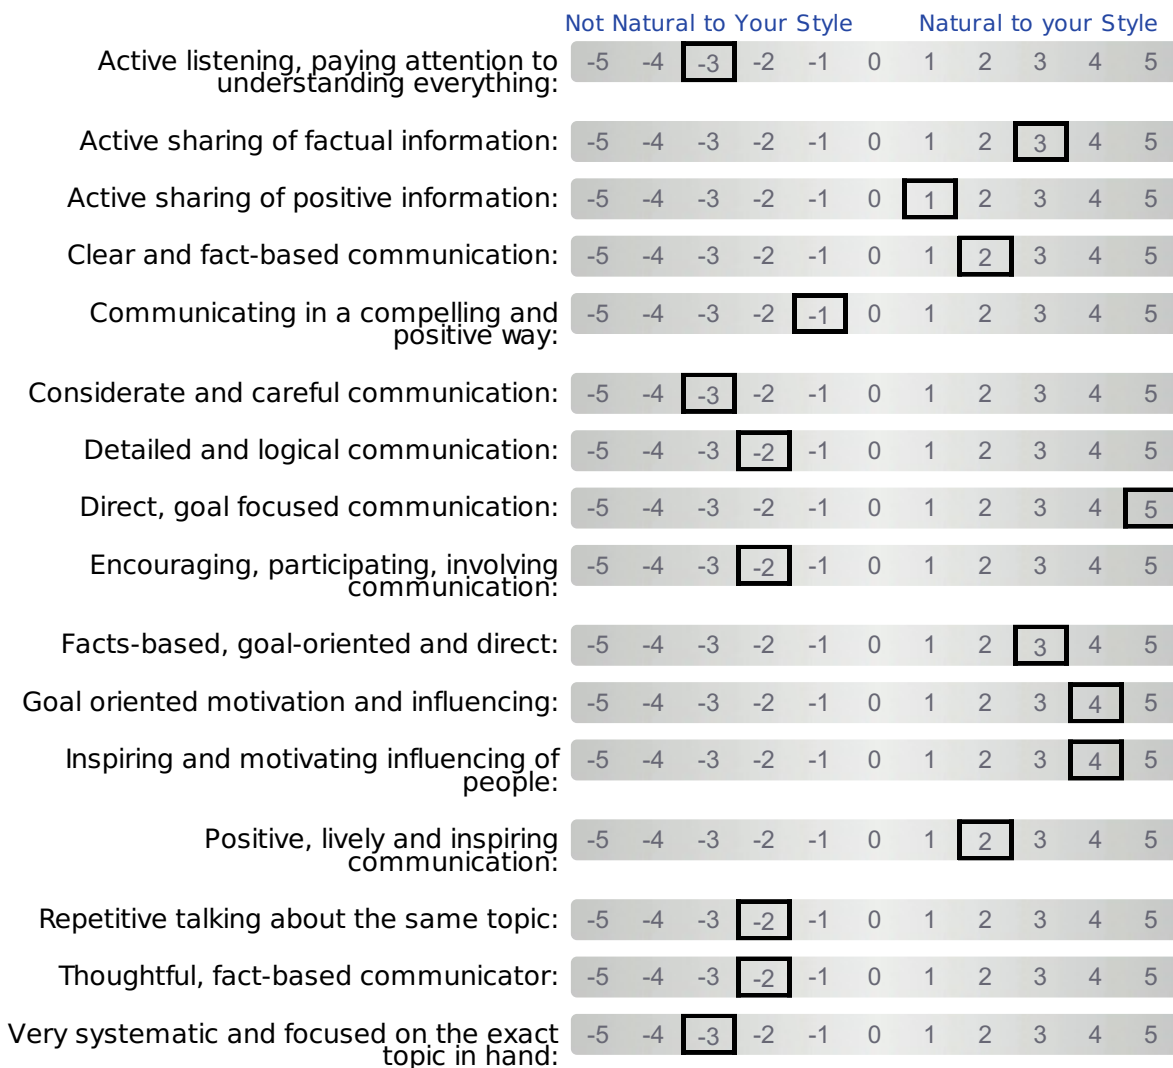 Not Natural to Your Style Natural to your Style
Active listening, paying attention to -5 -4 -3 -2 -1 0 1 2 3 4 5
understanding everything:
Active sharing of factual information: -5 -4 -3 -2 -1 0 1 2 3 4 5
Active sharing of positive information: -5 -4 -3 -2 -1 0 1 2 3 4 5
Clear and fact-based communication: -5 -4 -3 -2 -1 0 1 2 3 4 5
Communicating in a compelling and -5 -4 -3 -2 -1 0 1 2 3 4 5
positive way:
Considerate and careful communication: -5 -4 -3 -2 -1 0 1 2 3 4 5
Detailed and logical communication: -5 -4 -3 -2 -1 0 1 2 3 4 5
Direct, goal focused communication: -5 -4 -3 -2 -1 0 1 2 3 4 5
Encouraging, participating, involving -5 -4 -3 -2 -1 0 1 2 3 4 5
communication:
Facts-based, goal-oriented and direct: -5 -4 -3 -2 -1 0 1 2 3 4 5
Goal oriented motivation and influencing: -5 -4 -3 -2 -1 0 1 2 3 4 5
Inspiring and motivating influencing of -5 -4 -3 -2 -1 0 1 2 3 4 5
people:
Positive, lively and inspiring -5 -4 -3 -2 -1 0 1 2 3 4 5
communication:
Repetitive talking about the same topic: -5 -4 -3 -2 -1 0 1 2 3 4 5
Thoughtful, fact-based communicator: -5 -4 -3 -2 -1 0 1 2 3 4 5
Very systematic and focused on the exact -5 -4 -3 -2 -1 0 1 2 3 4 5
topic in hand: